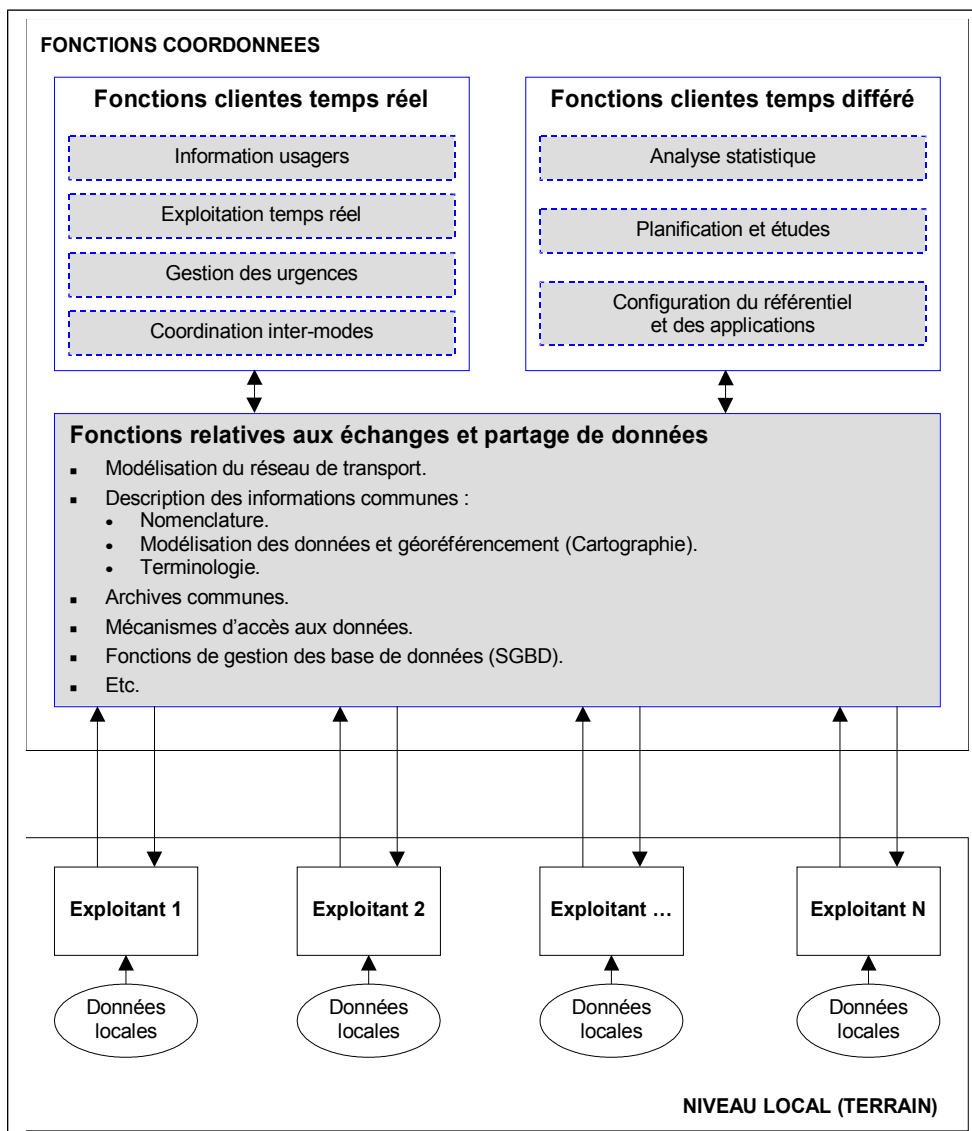 FONCTIONS COORDONNEES
Fonctions clientes temps réel
Information usagers
Exploitation temps réel
Gestion des urgences
Coordination inter-modes
Fonctions clientes temps différé
Analyse statistique
Planification et études
Configuration du référentiel
et des applications
Fonctions relatives aux échanges et partage de données
▪ Modélisation du réseau de transport.
▪ Description des informations communes :
• Nomenclature.
• Modélisation des données et géoréférencement (Cartographie).
• Terminologie.
▪ Archives communes.
▪ Mécanismes d'accès aux données.
▪ Fonctions de gestion des base de données (SGBD).
▪ Etc.
Exploitant 1
Exploitant 2
Exploitant …
Exploitant N
Données
locales
Données
locales
Données
locales
Données
locales
NIVEAU LOCAL (TERRAIN)